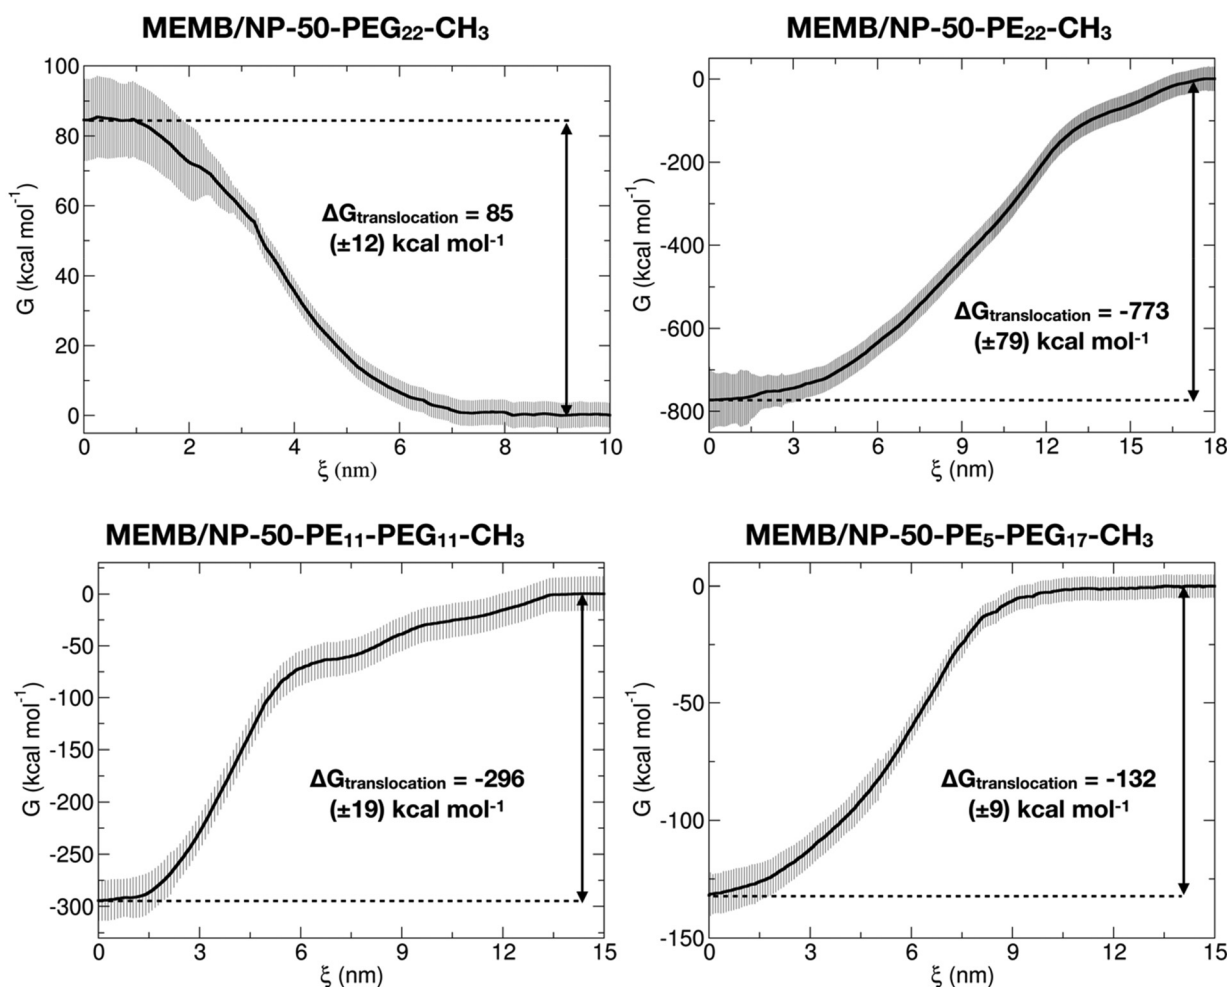 MEMB/NP-50-PEG₂₂-CH₃
100
80
60
40
20
0
G (kcal mol⁻¹)
ΔGtranslocation = 85
(±12) kcal mol⁻¹
0 2 4 6 8 10
ξ (nm)
MEMB/NP-50-PE₂₂-CH₃
0
-200
-400
-600
-800
G (kcal mol⁻¹)
ΔGtranslocation = -773
(±79) kcal mol⁻¹
0 3 6 9 12 15 18
ξ (nm)
MEMB/NP-50-PE₁₁-PEG₁₁-CH₃
0
-50
-100
-150
-200
-250
-300
G (kcal mol⁻¹)
ΔGtranslocation = -296
(±19) kcal mol⁻¹
0 3 6 9 12 15
ξ (nm)
MEMB/NP-50-PE₅-PEG₁₇-CH₃
0
-50
-100
-150
G (kcal mol⁻¹)
ΔGtranslocation = -132
(±9) kcal mol⁻¹
0 3 6 9 12 15
ξ (nm)